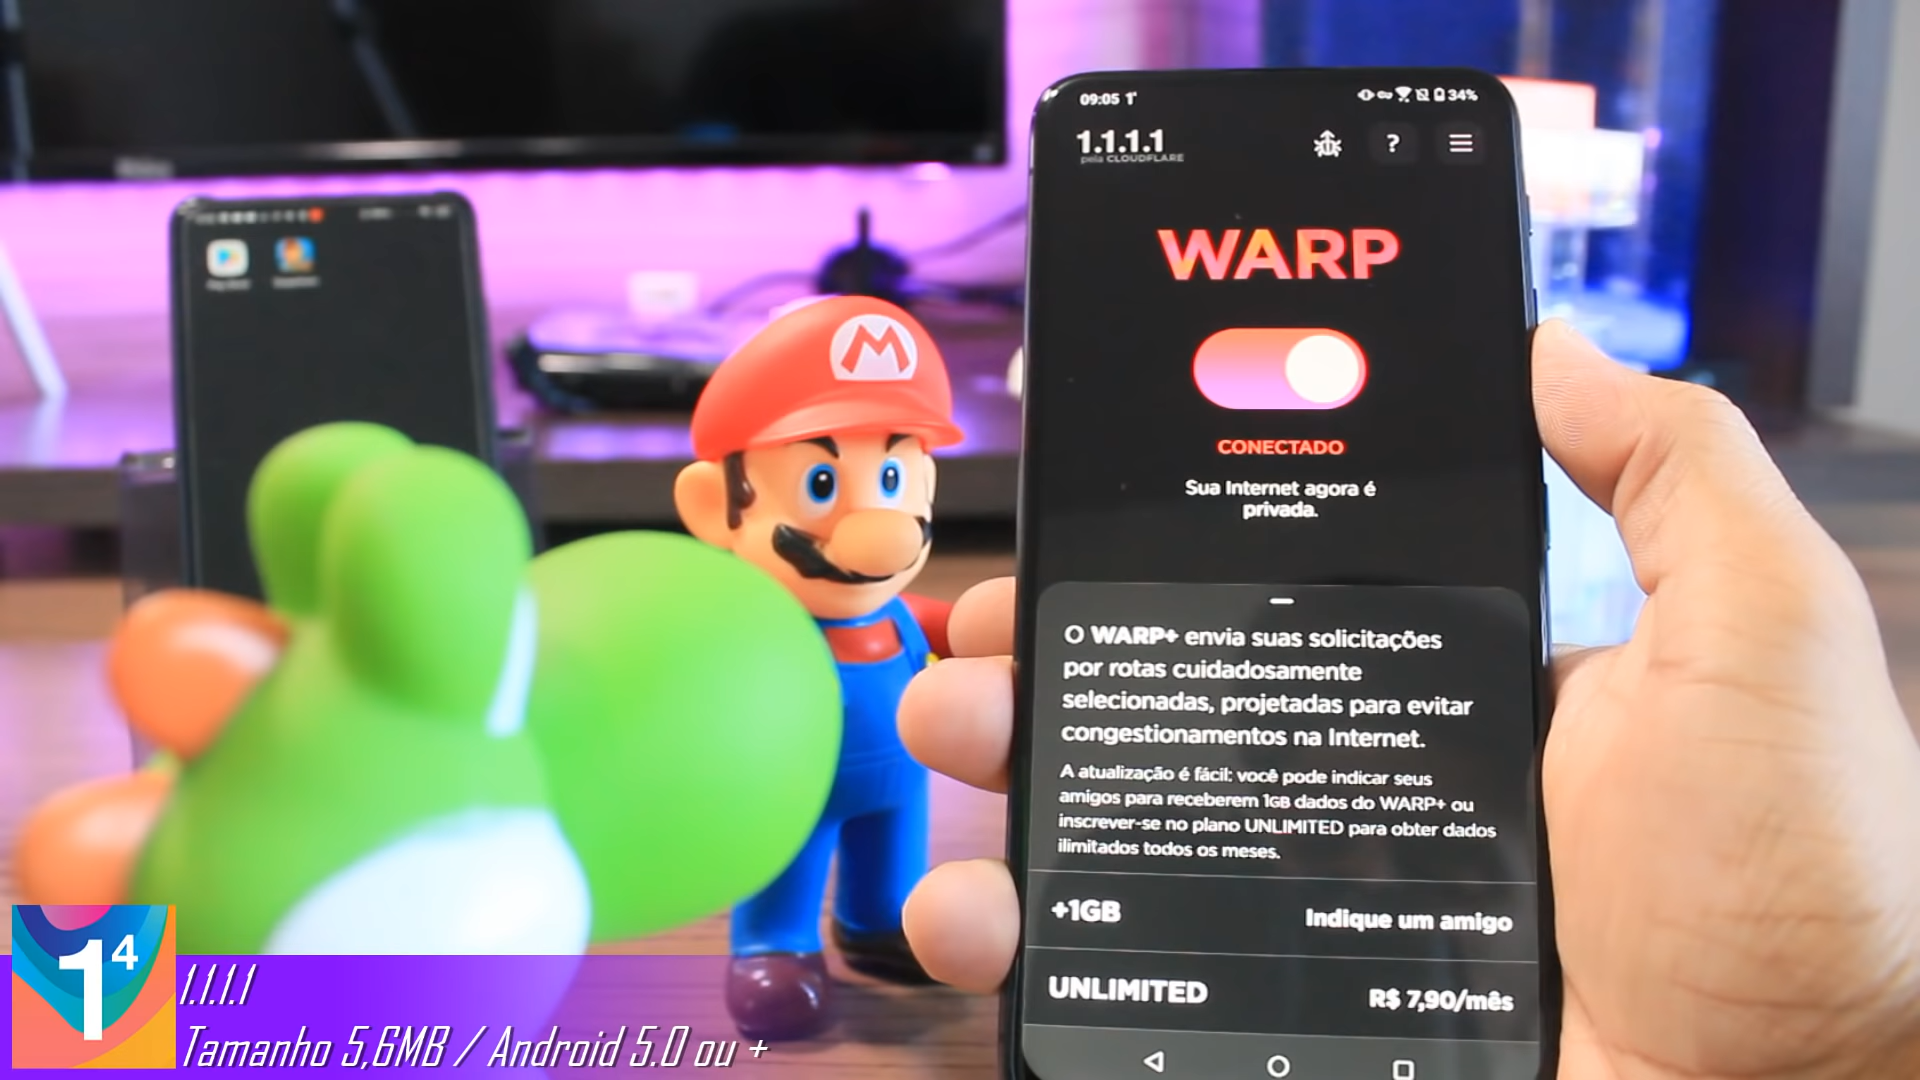 09:05 1'
34%
1.1.1.1
pela CLOUDFLARE
?
WARP
CONECTADO
Sua Internet agora é
privada.
O WARP+ envia suas solicitações
por rotas cuidadosamente
selecionadas, projetadas para evitar
congestionamentos na Internet.
A atualização é fácil: você pode indicar seus
amigos para receberem 1GB dados do WARP+ ou
inscrever-se no plano UNLIMITED para obter dados
ilimitados todos os meses.
+1GB Indique um amigo
UNLIMITED R$ 7,90/mês
M
1⁴
1.1.1.1
Tamanho 5,6MB / Android 5.0 ou +